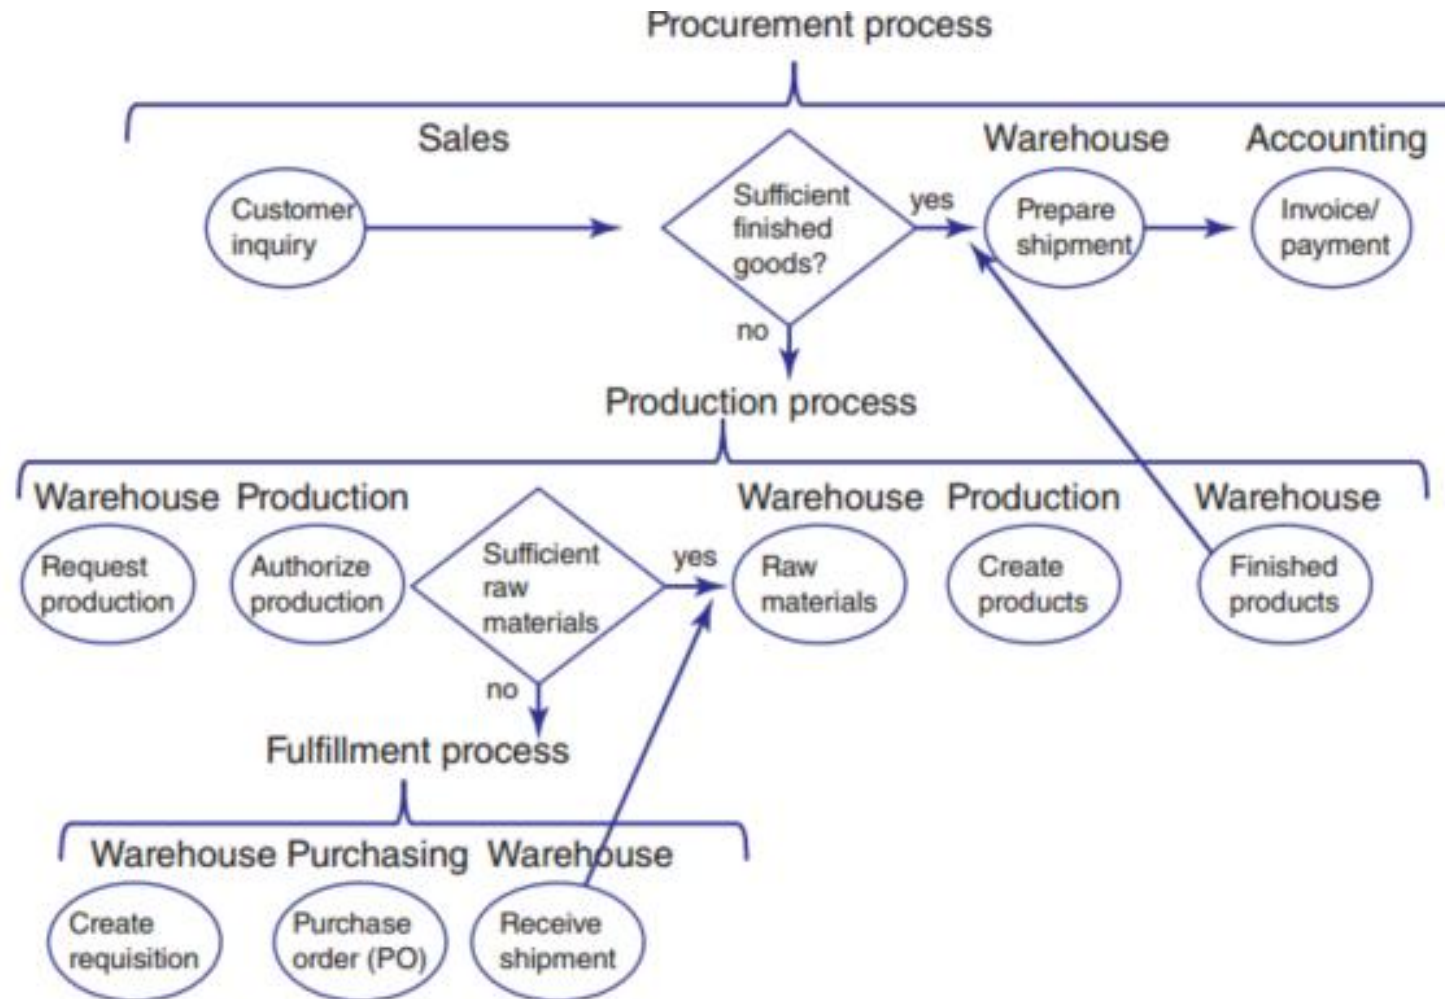 Procurement process
Sales
Warehouse
Accounting
Customer
inquiry
Sufficient
finished
goods?
yes
Prepare
shipment
Invoice/
payment
no
Production process
Warehouse
Production
Warehouse
Production
Warehouse
Request
production
Authorize
production
Sufficient
raw
materials
yes
Raw
materials
Create
products
Finished
products
no
Fulfillment process
Warehouse
Purchasing
Warehouse
Create
requisition
Purchase
order (PO)
Receive
shipment